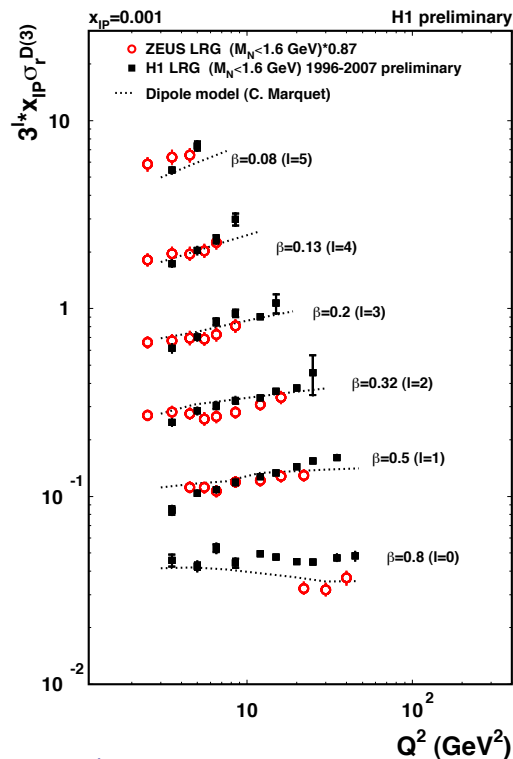 x_IP=0.001 H1 preliminary
3^l * x_IP σ_r^D(3)
ZEUS LRG (M_N<1.6 GeV)*0.87
H1 LRG (M_N<1.6 GeV) 1996-2007 preliminary
Dipole model (C. Marquet)
10
β=0.08 (l=5)
β=0.13 (l=4)
1
β=0.2 (l=3)
β=0.32 (l=2)
β=0.5 (l=1)
10^-1
β=0.8 (l=0)
10^-2
10 10^2
Q^2 (GeV^2)